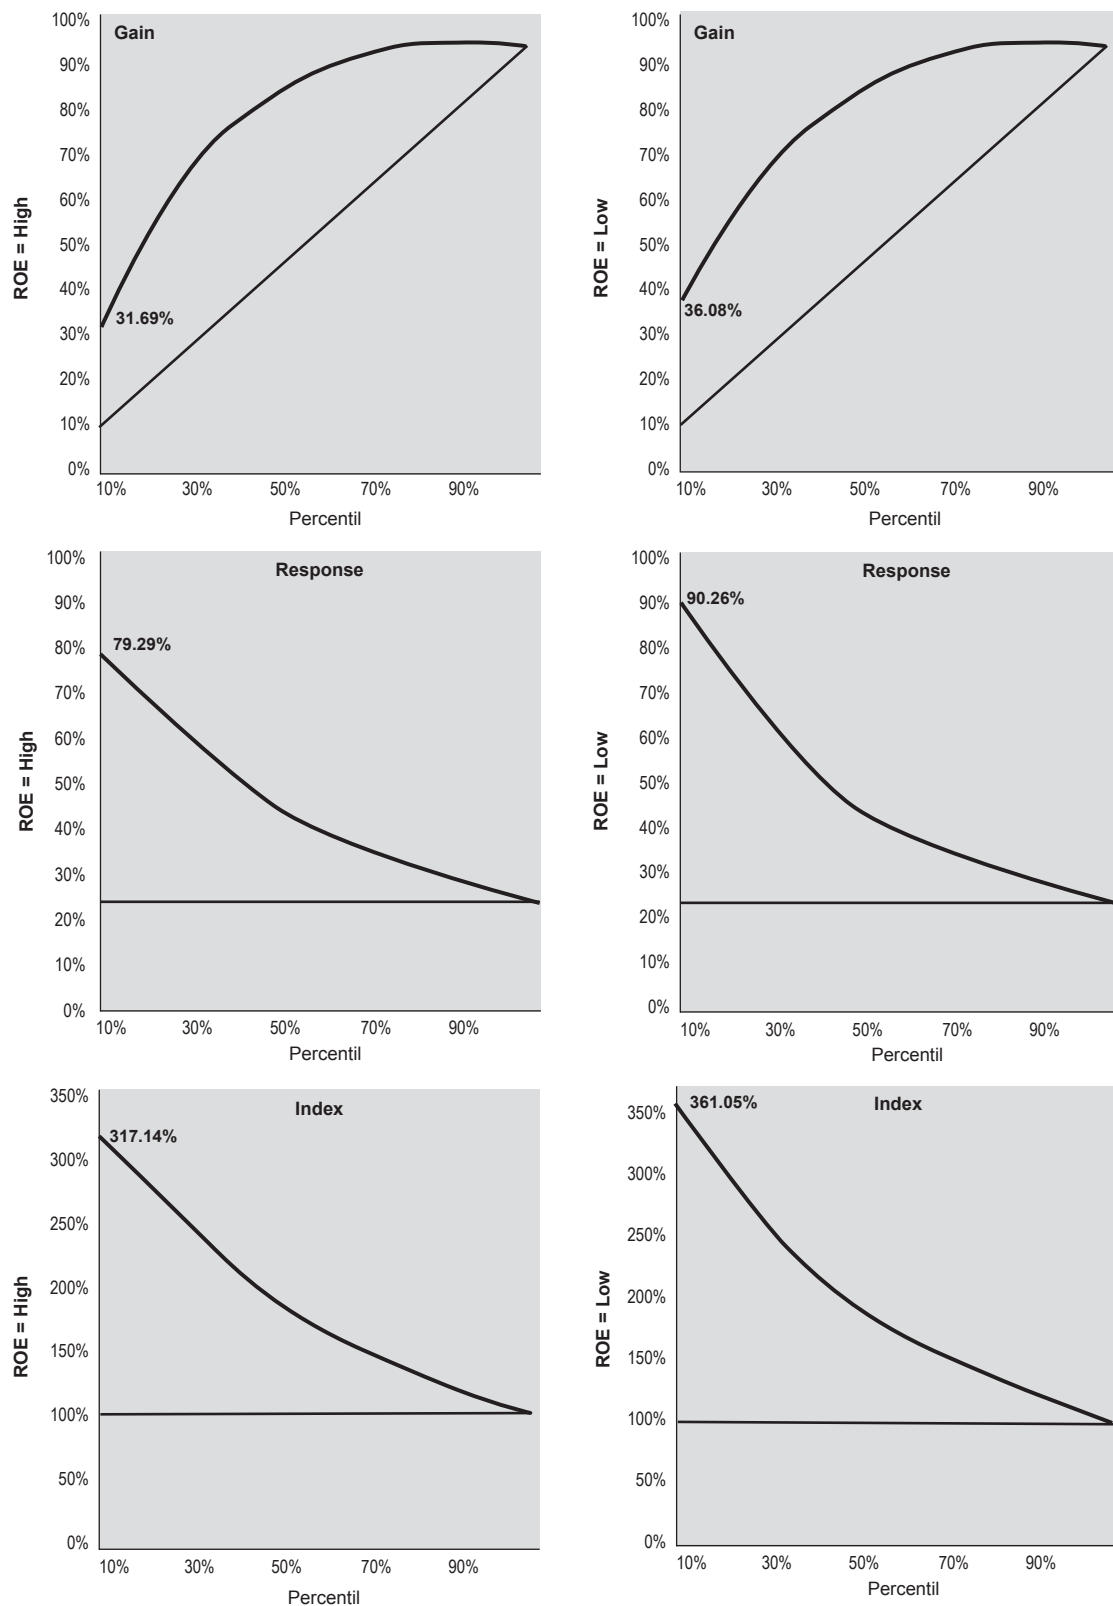 Gain
100%
90%
80%
70%
60%
50%
40%
30%
20%
10%
0%
ROE = High
31.69%
10% 30% 50% 70% 90%
Percentil
Gain
100%
90%
80%
70%
60%
50%
40%
30%
20%
10%
0%
ROE = Low
36.08%
10% 30% 50% 70% 90%
Percentil
Response
100%
90%
80%
70%
60%
50%
40%
30%
20%
10%
0%
ROE = High
79.29%
10% 30% 50% 70% 90%
Percentil
Response
100%
90%
80%
70%
60%
50%
40%
30%
20%
10%
0%
ROE = Low
90.26%
10% 30% 50% 70% 90%
Percentil
Index
350%
300%
250%
200%
150%
100%
50%
0%
ROE = High
317.14%
10% 30% 50% 70% 90%
Percentil
Index
350%
300%
250%
200%
150%
100%
50%
0%
ROE = Low
361.05%
10% 30% 50% 70% 90%
Percentil